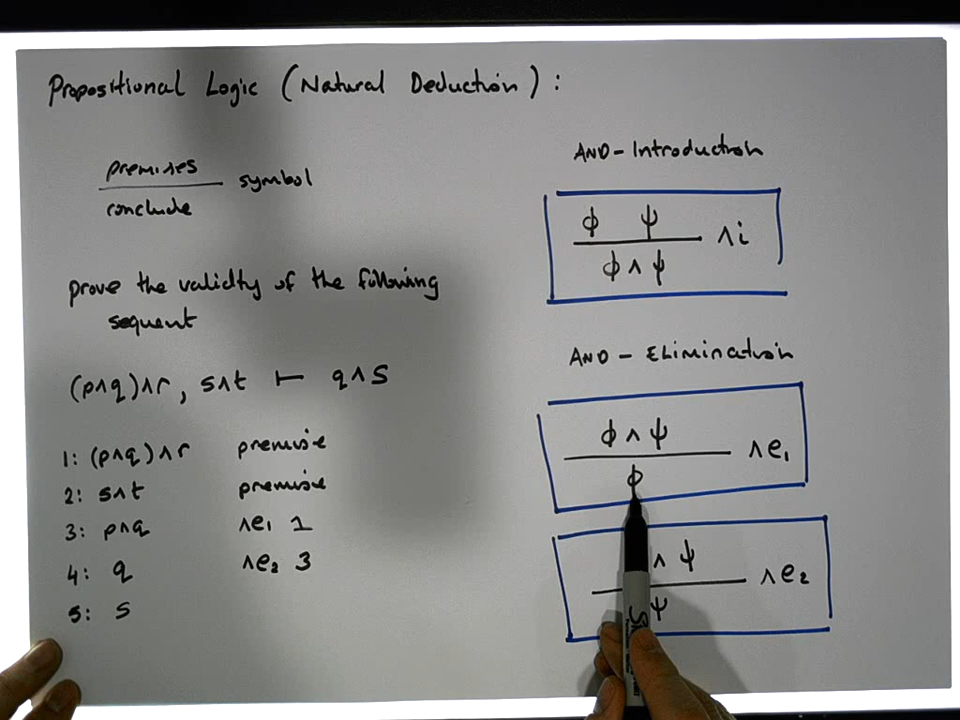 Propositional Logic (Natural Deduction):
premises
conclude
symbol
prove the validity of the following
sequent
(p∧q)∧r, s∧t ⊢ q∧s
1: (p∧q)∧r premise
2: s∧t premise
3: p∧q ∧e₁ 1
4: q ∧e₂ 3
5: s
AND-Introduction
ϕ ψ
ϕ∧ψ
∧i
AND-Elimination
ϕ∧ψ
ϕ
∧e₁
∧ψ
ψ
∧e₂